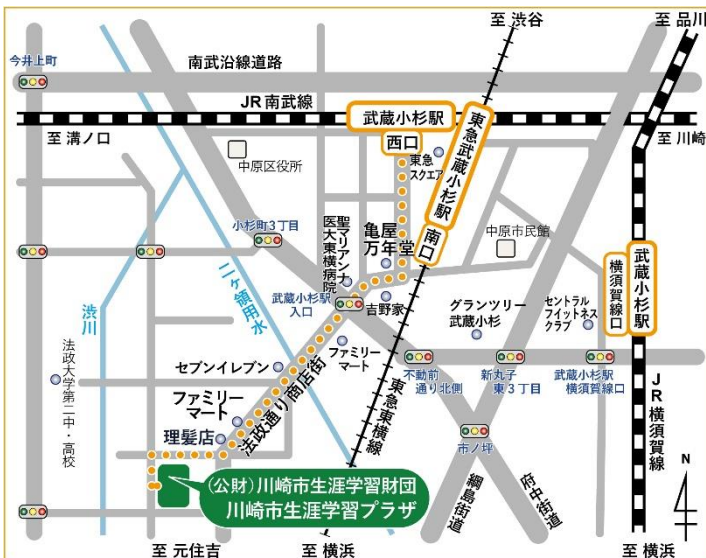 至 渋谷
至 品川
今井上町
南武沿線道路
JR南武線
武蔵小杉駅
西口
至 溝ノ口
至 川崎
中原区役所
東急
スクエア
東急武蔵小杉駅
南口
小杉町3丁目
聖マリアンナ
医大東横病院
亀屋
万年堂
中原市民館
武蔵小杉駅
横須賀線口
渋川
二ヶ領用水
武蔵小杉駅
入口
吉野家
グランツリー
武蔵小杉
セントラル
フイットネス
クラブ
セブンイレブン
ファミリー
マート
法政通り商店街
不動前
通り北側
新丸子
東3丁目
武蔵小杉駅
横須賀線口
法政大学第二中・高校
ファミリー
マート
理髪店
東急東横線
JR横須賀線
市ノ坪
綱島街道
府中街道
N
(公財)川崎市生涯学習財団
川崎市生涯学習プラザ
至 元住吉
至 横浜
至 横浜